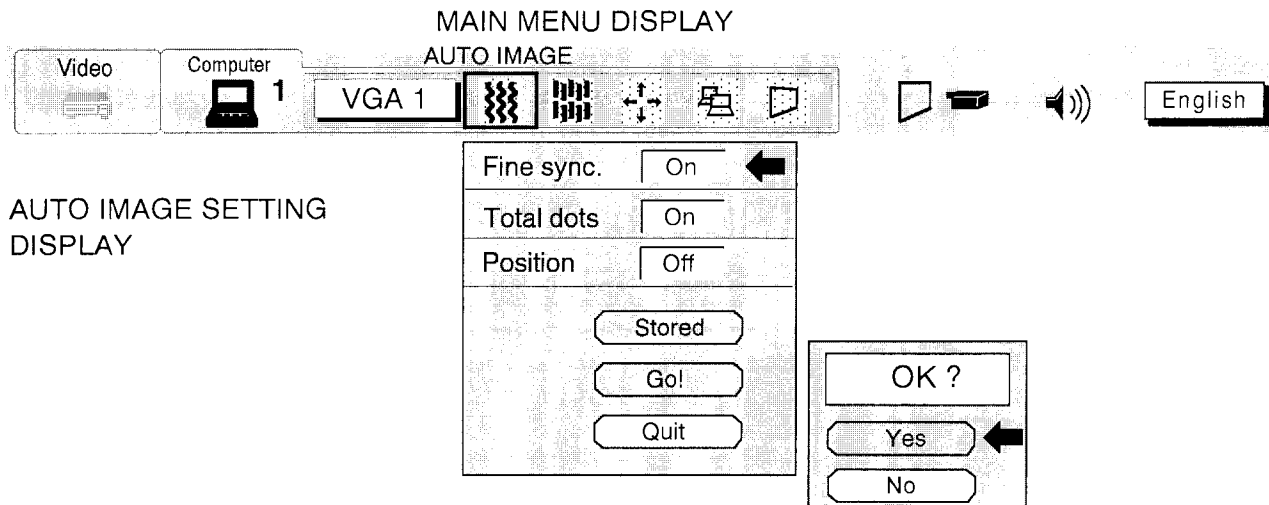 MAIN MENU DISPLAY
AUTO IMAGE
Video
Computer
1
VGA 1
English
AUTO IMAGE SETTING
DISPLAY
Fine sync. On
Total dots On
Position Off
Stored
Go!
Quit
OK ?
Yes
No